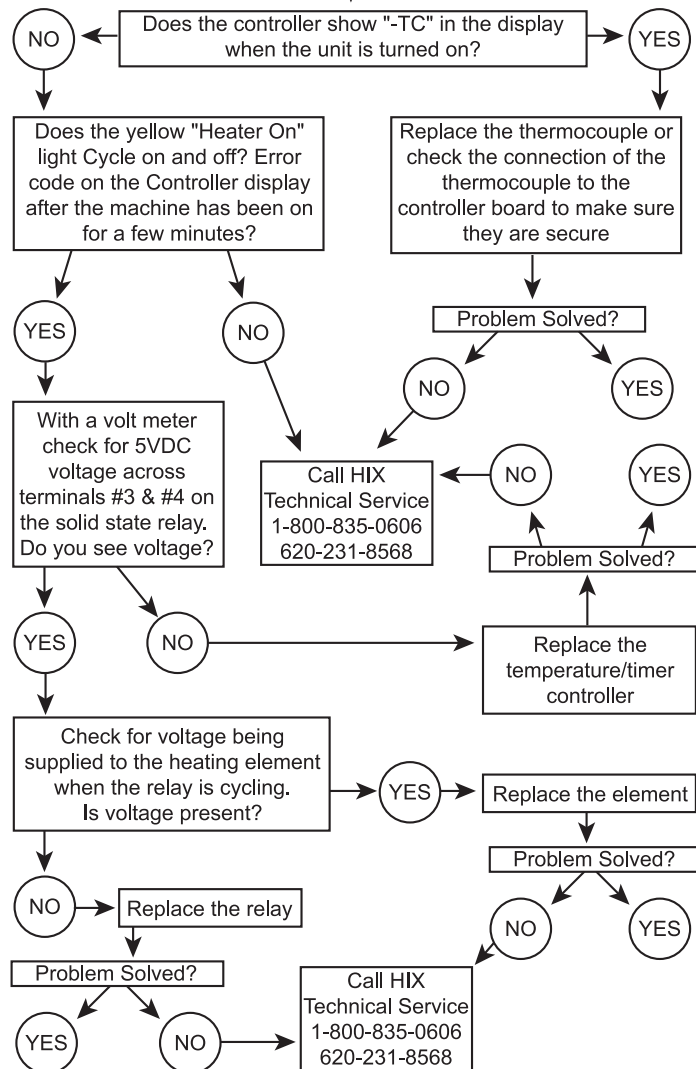 Does the controller show "-TC" in the display
when the unit is turned on?
NO
YES
Does the yellow "Heater On"
light Cycle on and off? Error
code on the Controller display
after the machine has been on
for a few minutes?
Replace the thermocouple or
check the connection of the
thermocouple to the
controller board to make sure
they are secure
YES
NO
Problem Solved?
NO
YES
With a volt meter
check for 5VDC
voltage across
terminals #3 & #4 on
the solid state relay.
Do you see voltage?
Call HIX
Technical Service
1-800-835-0606
620-231-8568
NO
YES
Problem Solved?
YES
NO
Replace the
temperature/timer
controller
Check for voltage being
supplied to the heating element
when the relay is cycling.
Is voltage present?
YES
Replace the element
Problem Solved?
NO
Replace the relay
NO
YES
Problem Solved?
YES
NO
Call HIX
Technical Service
1-800-835-0606
620-231-8568